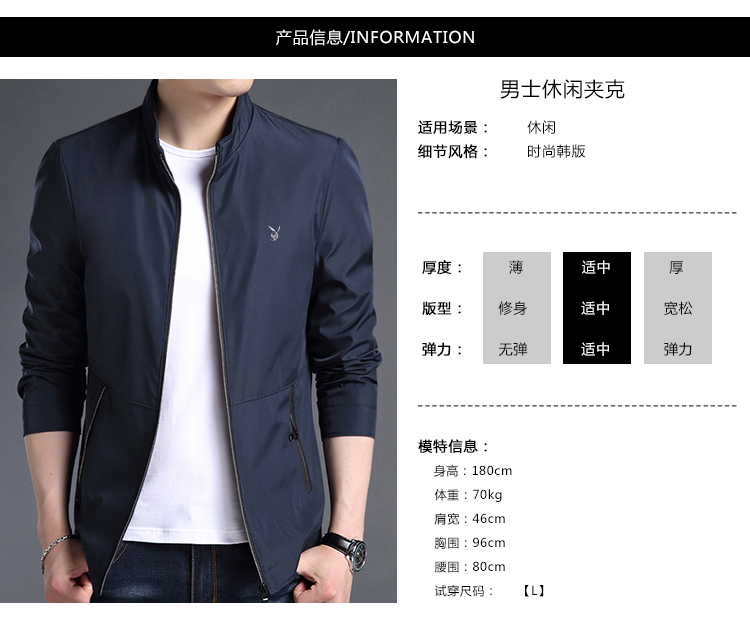 产品信息/INFORMATION
男士休闲夹克
适用场景： 休闲
细节风格： 时尚韩版
厚度： 薄 适中 厚
版型： 修身 适中 宽松
弹力： 无弹 适中 弹力
模特信息：
身高：180cm
体重：70kg
肩宽：46cm
胸围：96cm
腰围：80cm
试穿尺码： 【L】